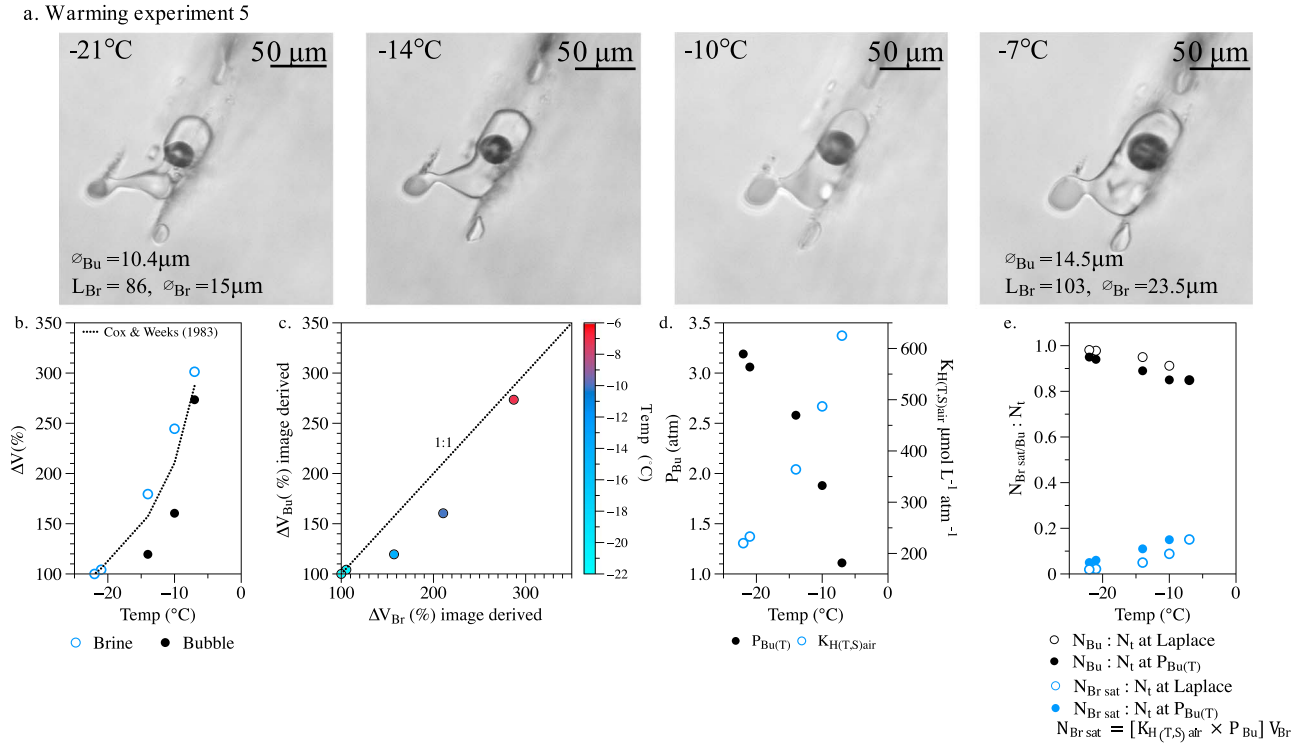 a. Warming experiment 5
-21°C
50 μm
-14°C
50 μm
-10°C
50 μm
-7°C
50 μm
⌀Bu =10.4μm
LBr = 86, ⌀Br =15μm
⌀Bu =14.5μm
LBr = 103, ⌀Br =23.5μm
b.
350
300
250
200
150
100
ΔV(%)
Cox & Weeks (1983)
−20
−10
0
Temp (°C)
Brine
Bubble
c.
350
300
250
200
150
100
ΔVBu( %) image derived
1:1
100
200
300
ΔVBr (%) image derived
−6
−8
−10
−12
−14
−16
−18
−20
−22
Temp (°C)
d.
3.5
3.0
2.5
2.0
1.5
1.0
PBu (atm)
600
500
400
300
200
KH(T,S)air μmol L−1 atm −1
−20
−10
0
Temp (°C)
PBu(T)
KH(T,S)air
e.
1.0
0.8
0.6
0.4
0.2
0
NBr sat/Bu : Nt
−20
−10
0
Temp (°C)
NBu : Nt at Laplace
NBu : Nt at PBu(T)
NBr sat : Nt at Laplace
NBr sat : Nt at PBu(T)
NBr sat = [KH(T,S) air × PBu] VBr